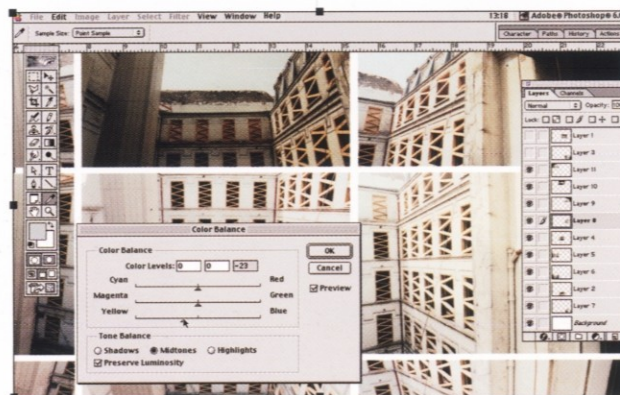 File Edit Image Layer Select Filter View Window Help
13:18 Adobe® Photoshop® 6.
Sample Size: Point Sample
Character Paths History Actions
Layers Channels
Normal Opacity:
Lock:
Layer 1
Layer 3
Layer 11
Layer 10
Layer 9
Layer 8
Layer 4
Layer 5
Layer 6
Layer 2
Layer 7
Background
Color Balance
Color Balance
Color Levels: 0 0 -23
Cyan Red
Magenta Green
Yellow Blue
Tone Balance
Shadows Midtones Highlights
Preserve Luminosity
OK
Cancel
Preview